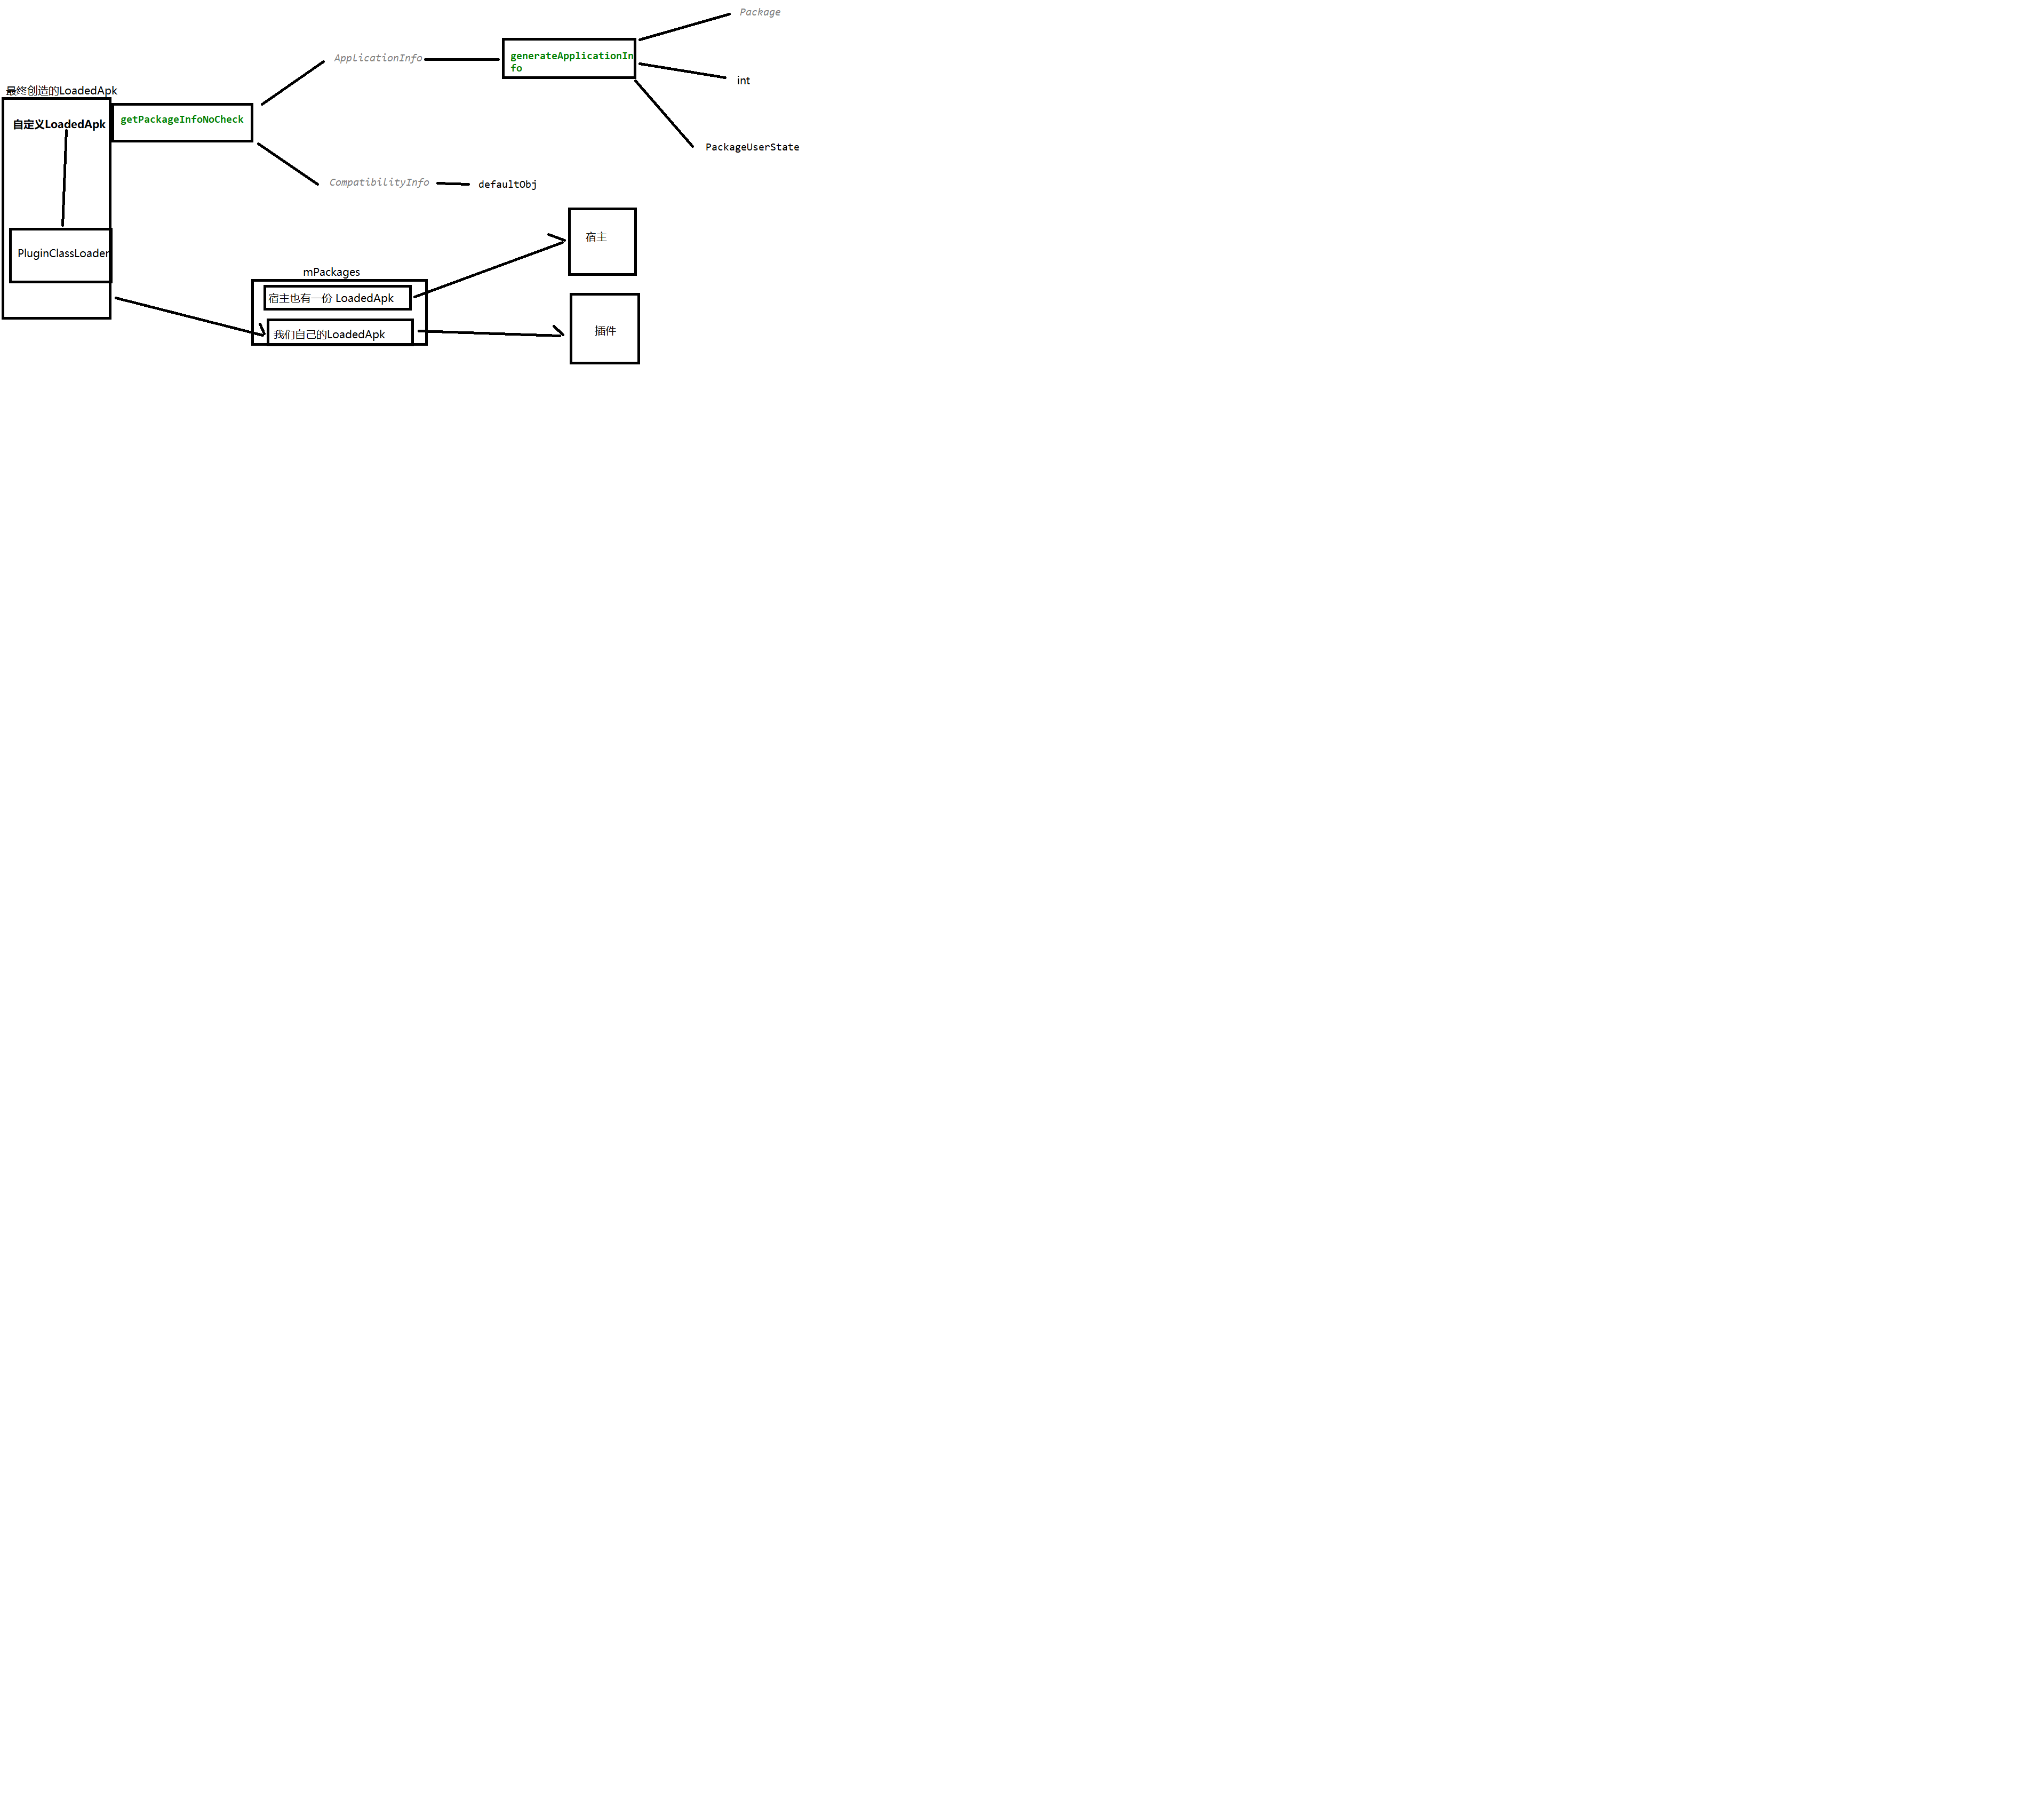 Package
ApplicationInfo
generateApplicationIn
fo
int
最终创造的LoadedApk
自定义LoadedApk
getPackageInfoNoCheck
PackageUserState
CompatibilityInfo
defaultObj
宿主
PluginClassLoader
mPackages
宿主也有一份 LoadedApk
我们自己的LoadedApk
插件